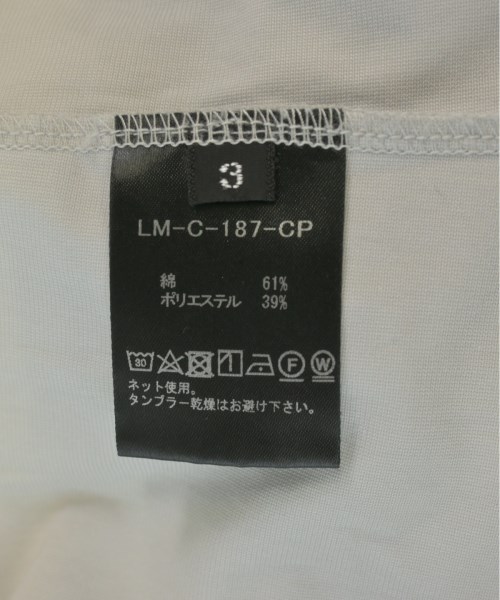 3
LM-C-187-CP
綿 61%
ポリエステル 39%
30 F W
ネット使用。
タンブラー乾燥はお避け下さい。